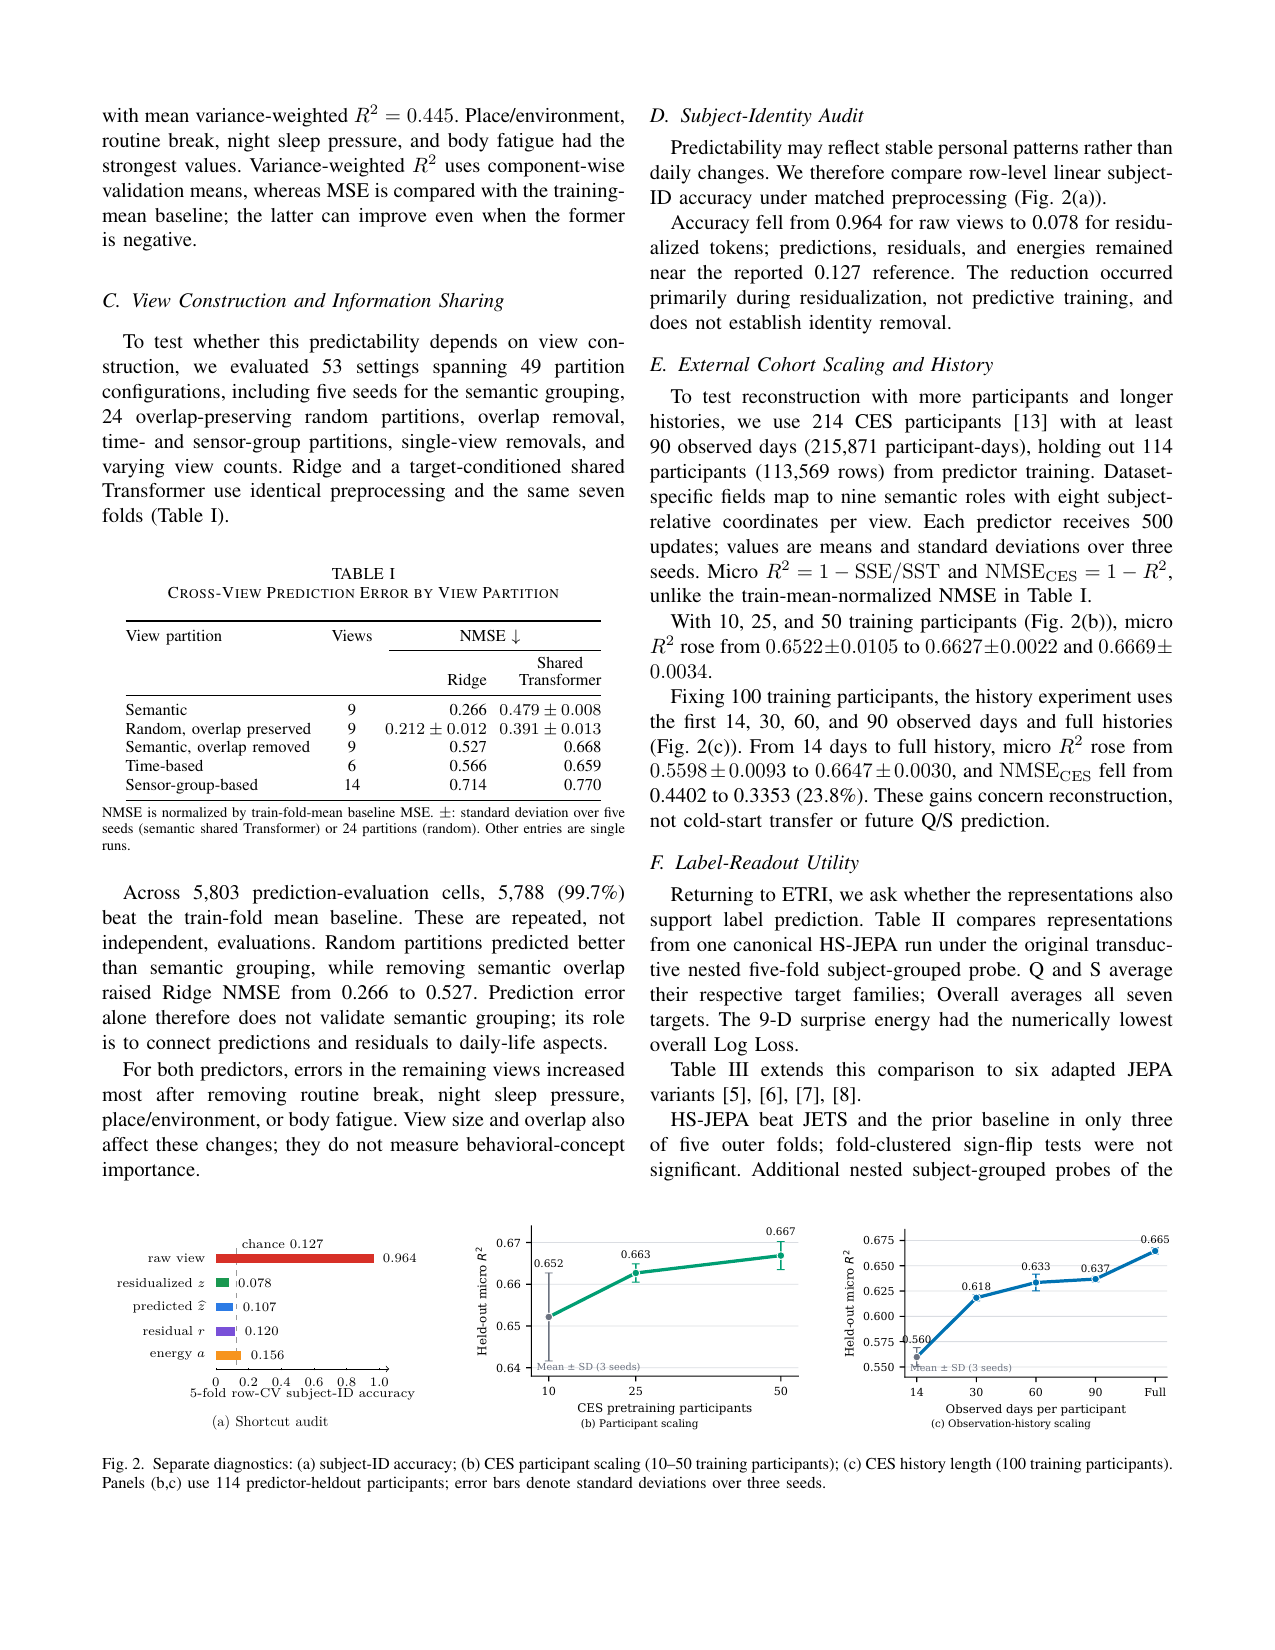 with mean variance-weighted R² = 0.445. Place/environment,
routine break, night sleep pressure, and body fatigue had the
strongest values. Variance-weighted R² uses component-wise
validation means, whereas MSE is compared with the training-
mean baseline; the latter can improve even when the former
is negative.
C. View Construction and Information Sharing
To test whether this predictability depends on view con-
struction, we evaluated 53 settings spanning 49 partition
configurations, including five seeds for the semantic grouping,
24 overlap-preserving random partitions, overlap removal,
time- and sensor-group partitions, single-view removals, and
varying view counts. Ridge and a target-conditioned shared
Transformer use identical preprocessing and the same seven
folds (Table I).
TABLE I
CROSS-VIEW PREDICTION ERROR BY VIEW PARTITION
View partition Views NMSE ↓
Shared
Ridge Transformer
Semantic 9 0.266 0.479 ± 0.008
Random, overlap preserved 9 0.212 ± 0.012 0.391 ± 0.013
Semantic, overlap removed 9 0.527 0.668
Time-based 6 0.566 0.659
Sensor-group-based 14 0.714 0.770
NMSE is normalized by train-fold-mean baseline MSE. ±: standard deviation over five
seeds (semantic shared Transformer) or 24 partitions (random). Other entries are single
runs.
Across 5,803 prediction-evaluation cells, 5,788 (99.7%)
beat the train-fold mean baseline. These are repeated, not
independent, evaluations. Random partitions predicted better
than semantic grouping, while removing semantic overlap
raised Ridge NMSE from 0.266 to 0.527. Prediction error
alone therefore does not validate semantic grouping; its role
is to connect predictions and residuals to daily-life aspects.
For both predictors, errors in the remaining views increased
most after removing routine break, night sleep pressure,
place/environment, or body fatigue. View size and overlap also
affect these changes; they do not measure behavioral-concept
importance.
D. Subject-Identity Audit
Predictability may reflect stable personal patterns rather than
daily changes. We therefore compare row-level linear subject-
ID accuracy under matched preprocessing (Fig. 2(a)).
Accuracy fell from 0.964 for raw views to 0.078 for residu-
alized tokens; predictions, residuals, and energies remained
near the reported 0.127 reference. The reduction occurred
primarily during residualization, not predictive training, and
does not establish identity removal.
E. External Cohort Scaling and History
To test reconstruction with more participants and longer
histories, we use 214 CES participants [13] with at least
90 observed days (215,871 participant-days), holding out 114
participants (113,569 rows) from predictor training. Dataset-
specific fields map to nine semantic roles with eight subject-
relative coordinates per view. Each predictor receives 500
updates; values are means and standard deviations over three
seeds. Micro R² = 1 − SSE/SST and NMSE_CES = 1 − R²,
unlike the train-mean-normalized NMSE in Table I.
With 10, 25, and 50 training participants (Fig. 2(b)), micro
R² rose from 0.6522±0.0105 to 0.6627±0.0022 and 0.6669±
0.0034.
Fixing 100 training participants, the history experiment uses
the first 14, 30, 60, and 90 observed days and full histories
(Fig. 2(c)). From 14 days to full history, micro R² rose from
0.5598±0.0093 to 0.6647±0.0030, and NMSE_CES fell from
0.4402 to 0.3353 (23.8%). These gains concern reconstruction,
not cold-start transfer or future Q/S prediction.
F. Label-Readout Utility
Returning to ETRI, we ask whether the representations also
support label prediction. Table II compares representations
from one canonical HS-JEPA run under the original transduc-
tive nested five-fold subject-grouped probe. Q and S average
their respective target families; Overall averages all seven
targets. The 9-D surprise energy had the numerically lowest
overall Log Loss.
Table III extends this comparison to six adapted JEPA
variants [5], [6], [7], [8].
HS-JEPA beat JETS and the prior baseline in only three
of five outer folds; fold-clustered sign-flip tests were not
significant. Additional nested subject-grouped probes of the
chance 0.127
raw view 0.964
residualized z 0.078
predicted ẑ 0.107
residual r 0.120
energy a 0.156
0 0.2 0.4 0.6 0.8 1.0
5-fold row-CV subject-ID accuracy
(a) Shortcut audit
Held-out micro R²
0.67
0.66
0.65
0.64
0.652
0.663
0.667
Mean ± SD (3 seeds)
10 25 50
CES pretraining participants
(b) Participant scaling
Held-out micro R²
0.675
0.650
0.625
0.600
0.575
0.550
0.560
0.618
0.633
0.637
0.665
Mean ± SD (3 seeds)
14 30 60 90 Full
Observed days per participant
(c) Observation-history scaling
Fig. 2. Separate diagnostics: (a) subject-ID accuracy; (b) CES participant scaling (10–50 training participants); (c) CES history length (100 training participants).
Panels (b,c) use 114 predictor-heldout participants; error bars denote standard deviations over three seeds.